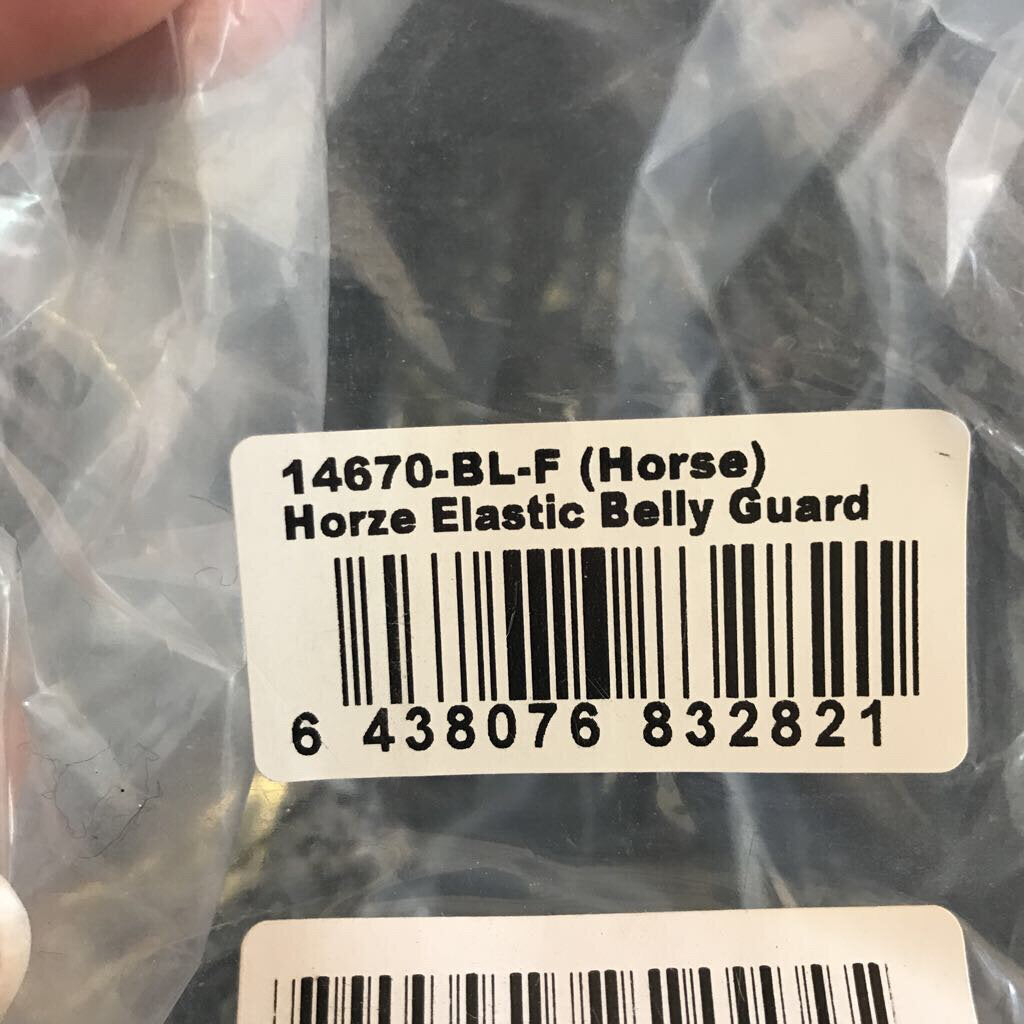 14670-BL-F (Horse)
Horze Elastic Belly Guard
6 438076 832821